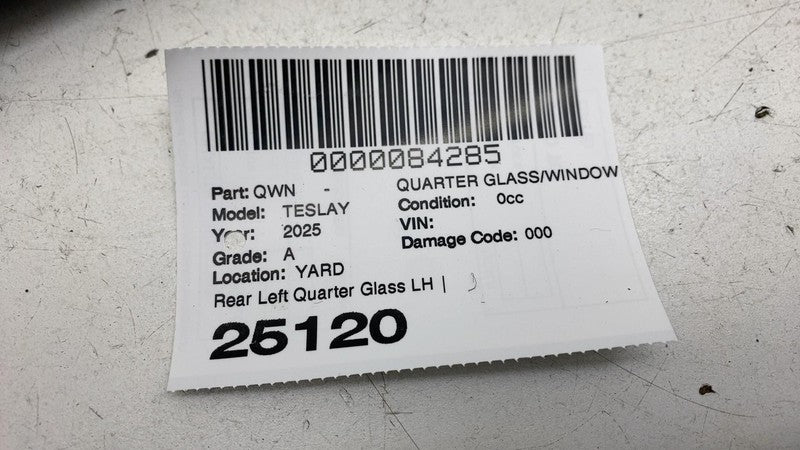 0000084285
Part: QWN - QUARTER GLASS/WINDOW
Model: TESLAY Condition: 0cc
Year: 2025 VIN:
Grade: A Damage Code: 000
Location: YARD
Rear Left Quarter Glass LH |
25120